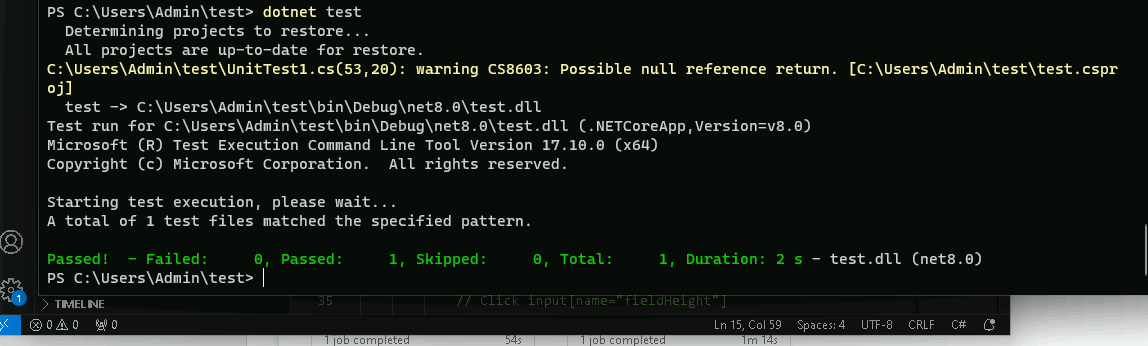 PS C:\Users\Admin\test> dotnet test
  Determining projects to restore...
  All projects are up-to-date for restore.
C:\Users\Admin\test\UnitTest1.cs(53,20): warning CS8603: Possible null reference return. [C:\Users\Admin\test\test.cspr
oj]
  test -> C:\Users\Admin\test\bin\Debug\net8.0\test.dll
Test run for C:\Users\Admin\test\bin\Debug\net8.0\test.dll (.NETCoreApp,Version=v8.0)
Microsoft (R) Test Execution Command Line Tool Version 17.10.0 (x64)
Copyright (c) Microsoft Corporation.  All rights reserved.

Starting test execution, please wait...
A total of 1 test files matched the specified pattern.

Passed!  - Failed:     0, Passed:     1, Skipped:     0, Total:     1, Duration: 2 s - test.dll (net8.0)
PS C:\Users\Admin\test>
1
> TIMELINE
35 // Click input[name="fieldHeight"]
0 0 0 Ln 15, Col 59 Spaces: 4 UTF-8 CRLF C#
1 job completed 54s 1 job completed 1m 14s